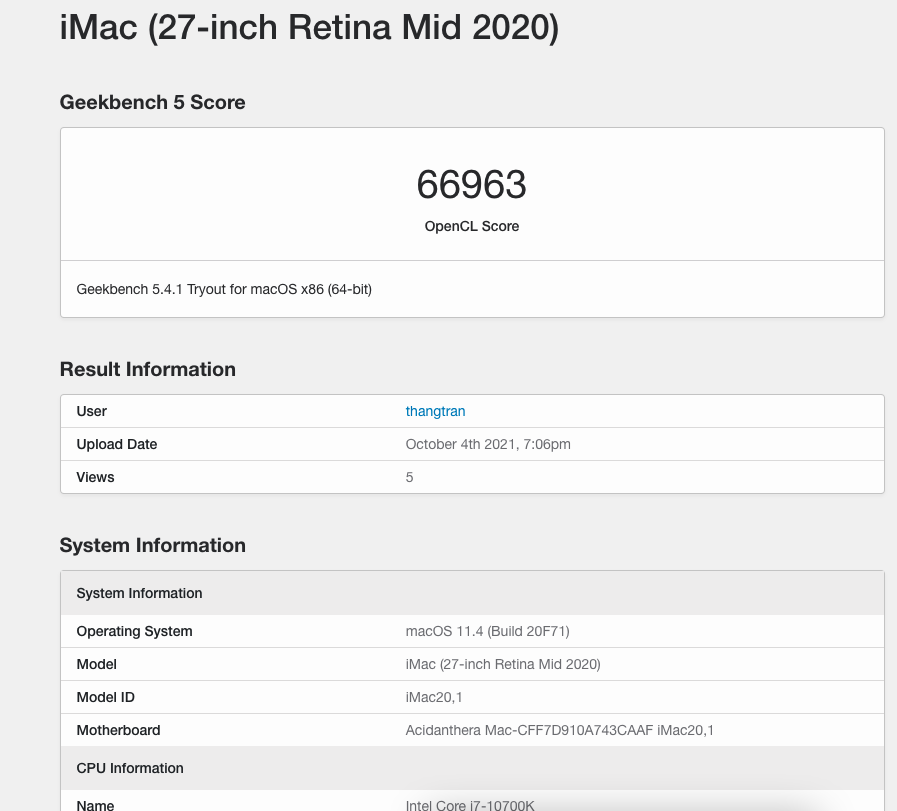 iMac (27-inch Retina Mid 2020)
Geekbench 5 Score
66963
OpenCL Score
Geekbench 5.4.1 Tryout for macOS x86 (64-bit)
Result Information
User thangtran
Upload Date October 4th 2021, 7:06pm
Views 5
System Information
System Information
Operating System macOS 11.4 (Build 20F71)
Model iMac (27-inch Retina Mid 2020)
Model ID iMac20,1
Motherboard Acidanthera Mac-CFF7D910A743CAAF iMac20,1
CPU Information
Name Intel Core i7-10700K